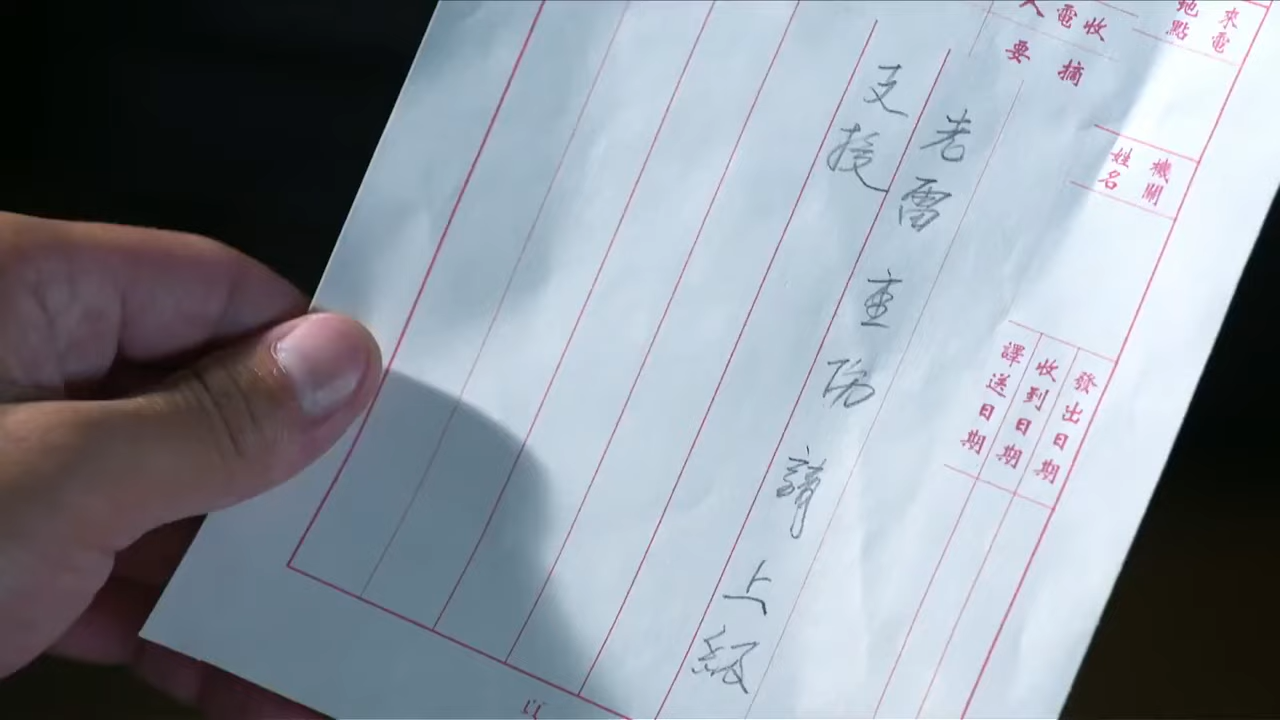 來電
地點
機關
姓名
發出日期
收到日期
譯送日期
收電人
摘要
老雷重傷請上級
支援